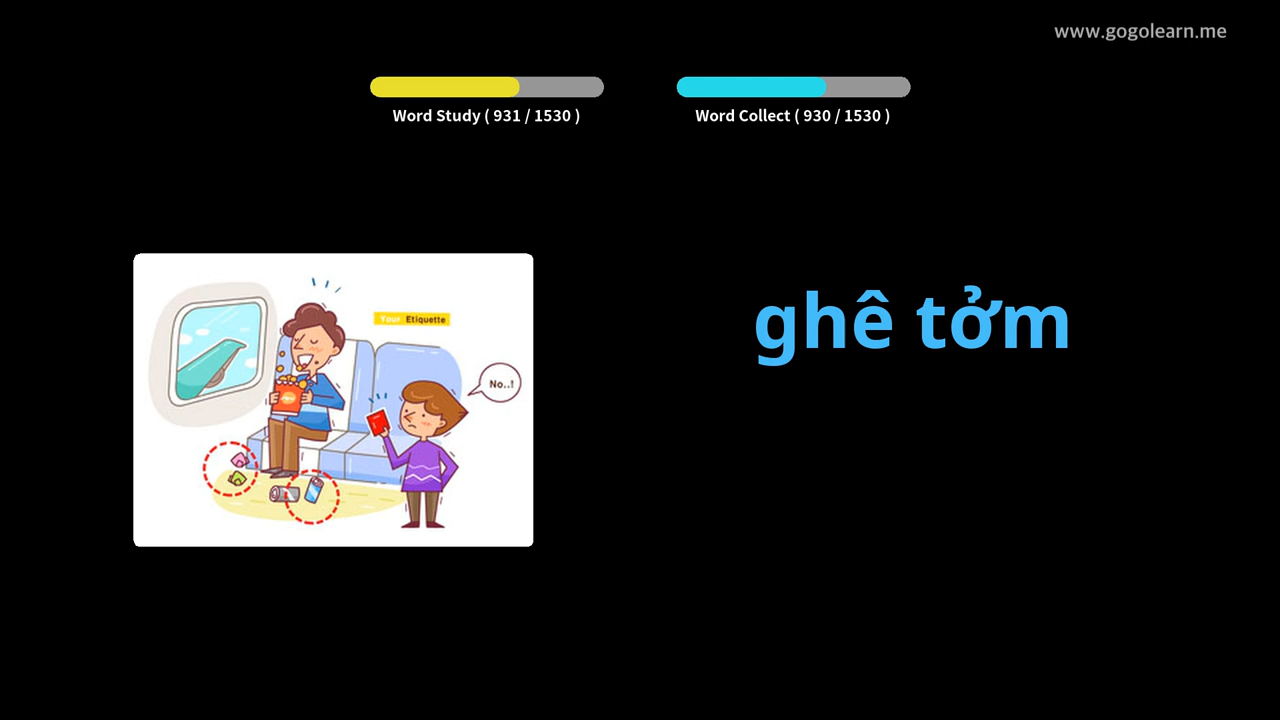 www.gogolearn.me
Word Study ( 931 / 1530 )
Word Collect ( 930 / 1530 )
Your Etiquette
No..!
ghê tởm